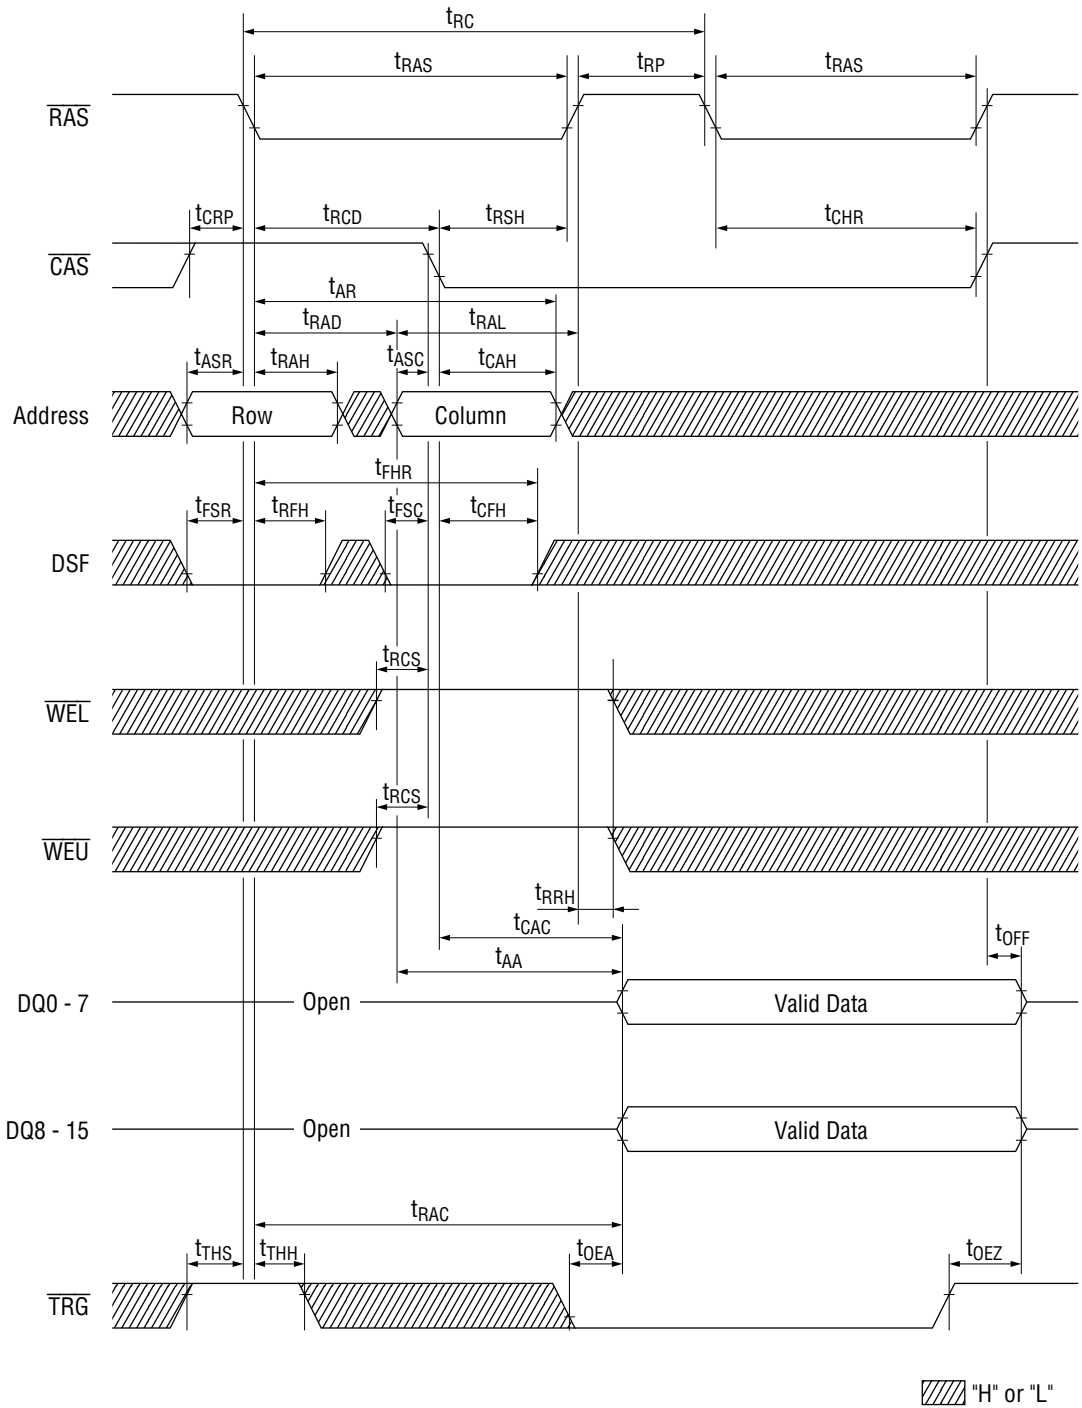 tRC
tRAS tRP tRAS
RAS
tCRP tRCD tRSH tCHR
CAS
tAR
tRAD tRAL
tASR tRAH tASC tCAH
Address Row Column
tFHR
tFSR tRFH tFSC tCFH
DSF
tRCS
WEL
tRCS
WEU
tRRH
tCAC tOFF
tAA
DQ0 - 7 Open Valid Data
DQ8 - 15 Open Valid Data
tRAC
tTHS tTHH tOEA tOEZ
TRG
"H" or "L"